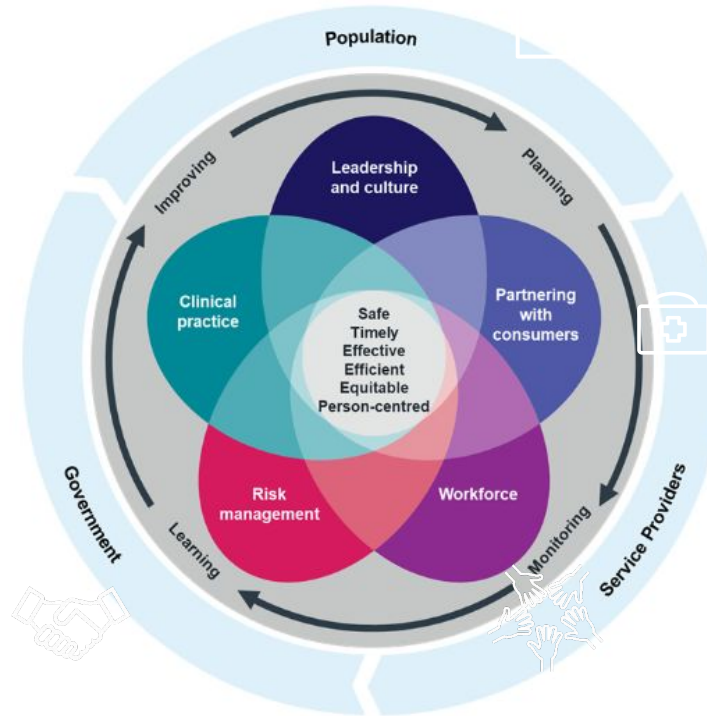 Population
Improving
Planning
Leadership
and culture
Clinical
practice
Partnering
with
consumers
Safe
Timely
Effective
Efficient
Equitable
Person-centred
Risk
management
Workforce
Learning
Monitoring
Government
Service Providers